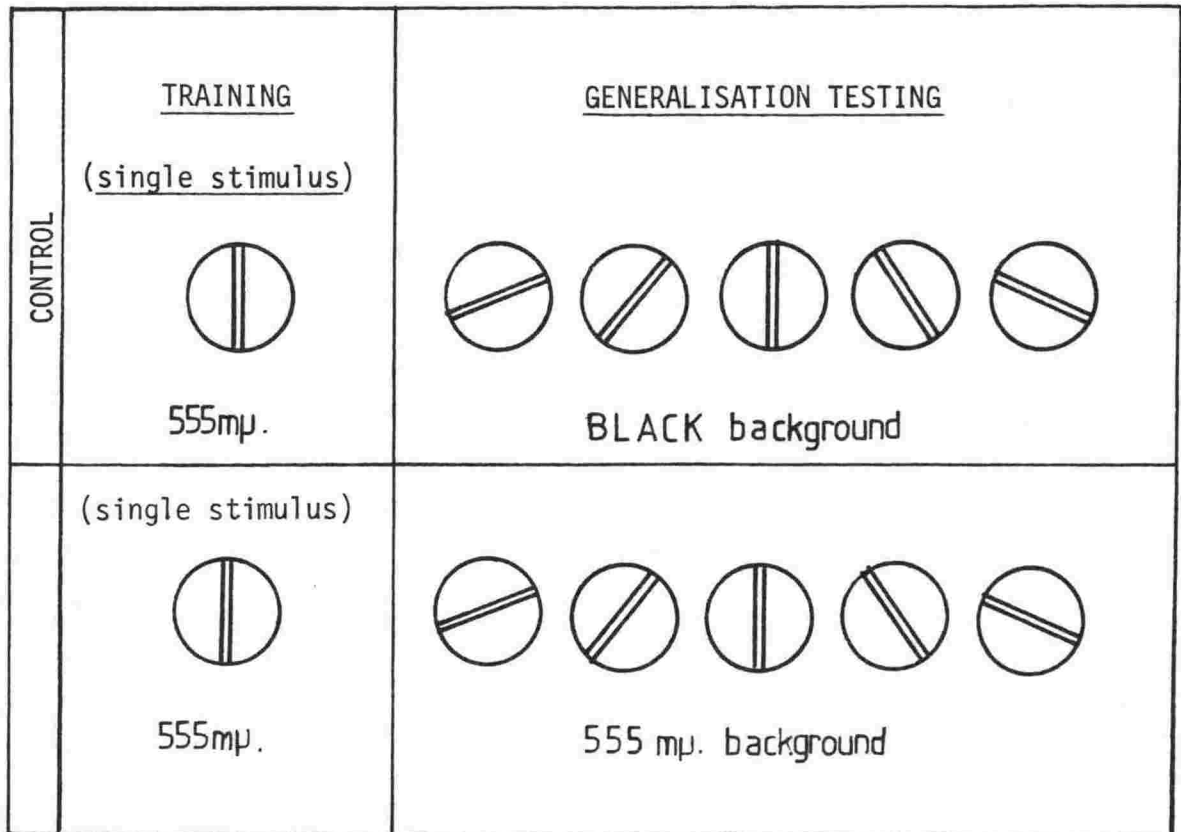 TRAINING
GENERALISATION TESTING
(single stimulus)
CONTROL
555mµ.
BLACK background
(single stimulus)
555mµ.
555 mµ. background